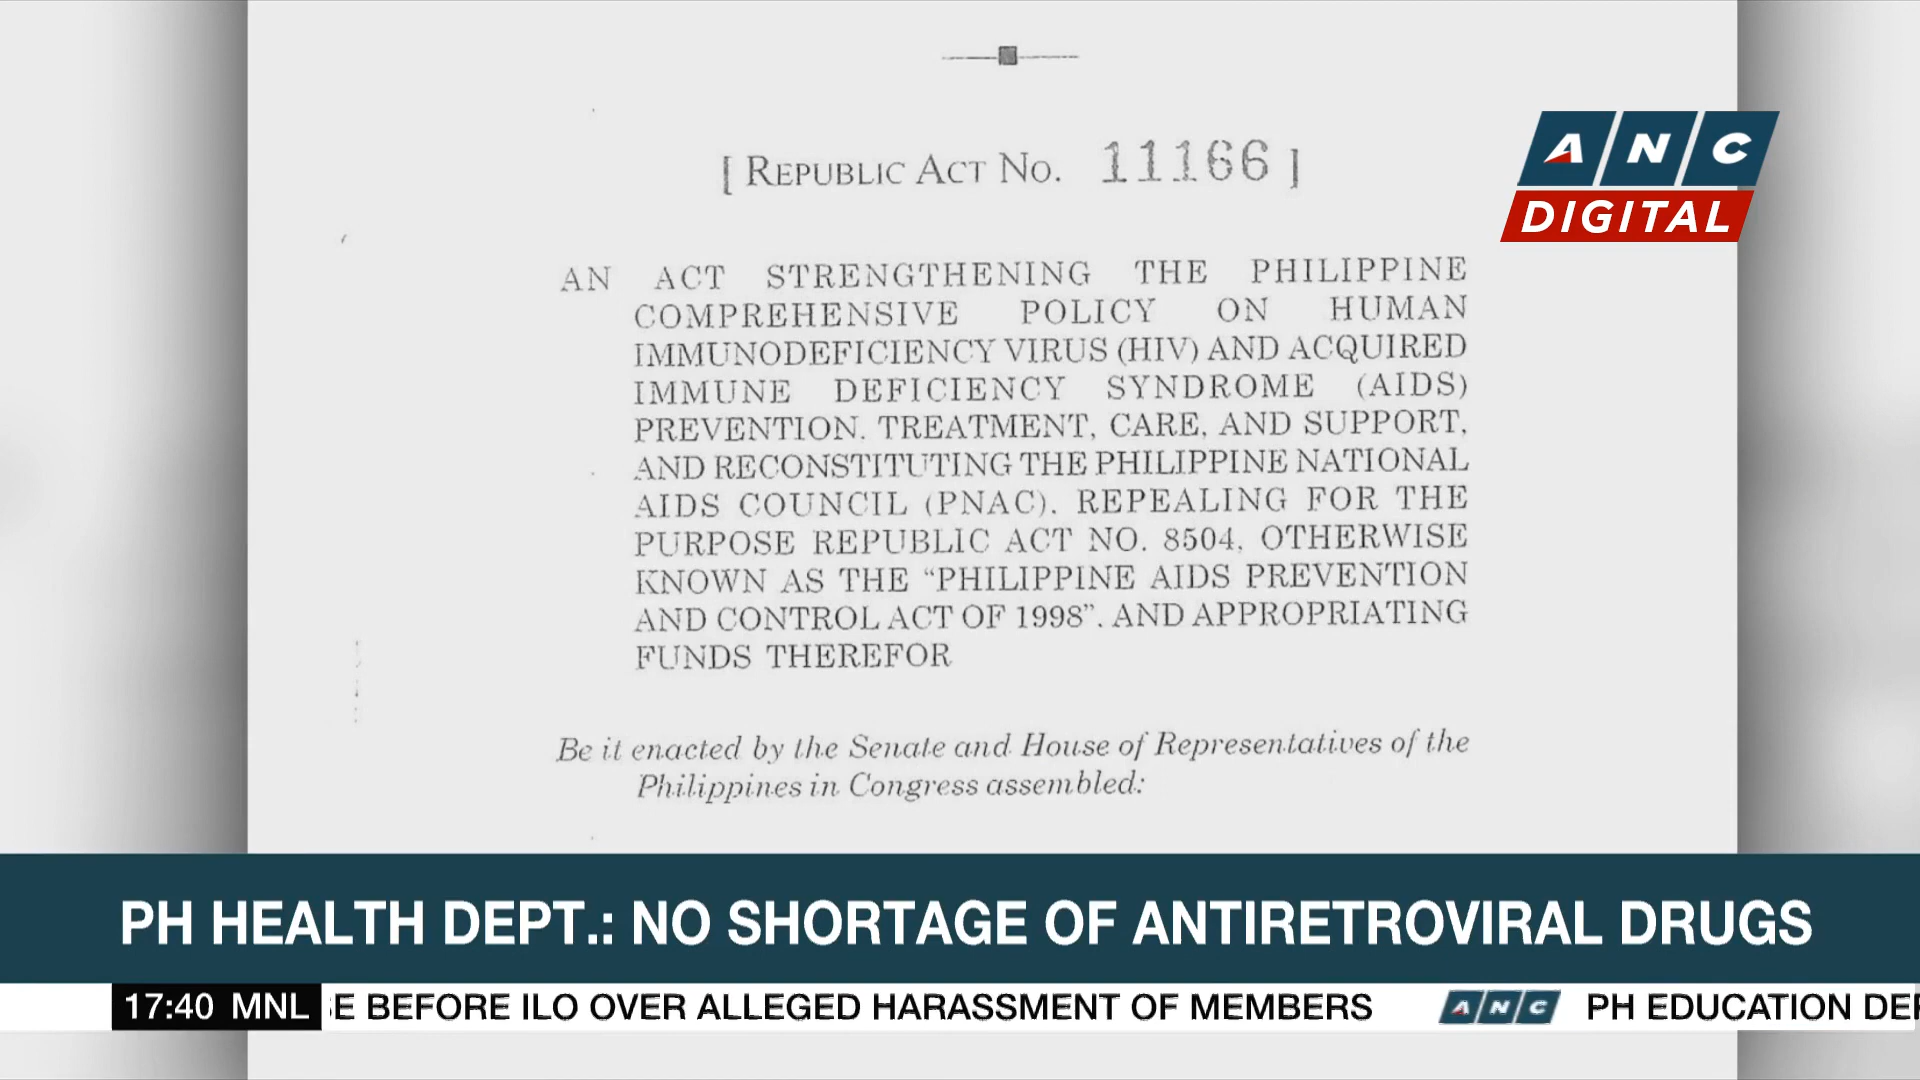 [ REPUBLIC ACT NO. 11166 ]
ANC
DIGITAL
AN ACT STRENGTHENING THE PHILIPPINE
COMPREHENSIVE POLICY ON HUMAN
IMMUNODEFICIENCY VIRUS (HIV) AND ACQUIRED
IMMUNE DEFICIENCY SYNDROME (AIDS)
PREVENTION, TREATMENT, CARE, AND SUPPORT,
AND RECONSTITUTING THE PHILIPPINE NATIONAL
AIDS COUNCIL (PNAC), REPEALING FOR THE
PURPOSE REPUBLIC ACT NO. 8504, OTHERWISE
KNOWN AS THE “PHILIPPINE AIDS PREVENTION
AND CONTROL ACT OF 1998”, AND APPROPRIATING
FUNDS THEREFOR
Be it enacted by the Senate and House of Representatives of the
Philippines in Congress assembled:
PH HEALTH DEPT.: NO SHORTAGE OF ANTIRETROVIRAL DRUGS
17:40 MNL E BEFORE ILO OVER ALLEGED HARASSMENT OF MEMBERS ANC PH EDUCATION